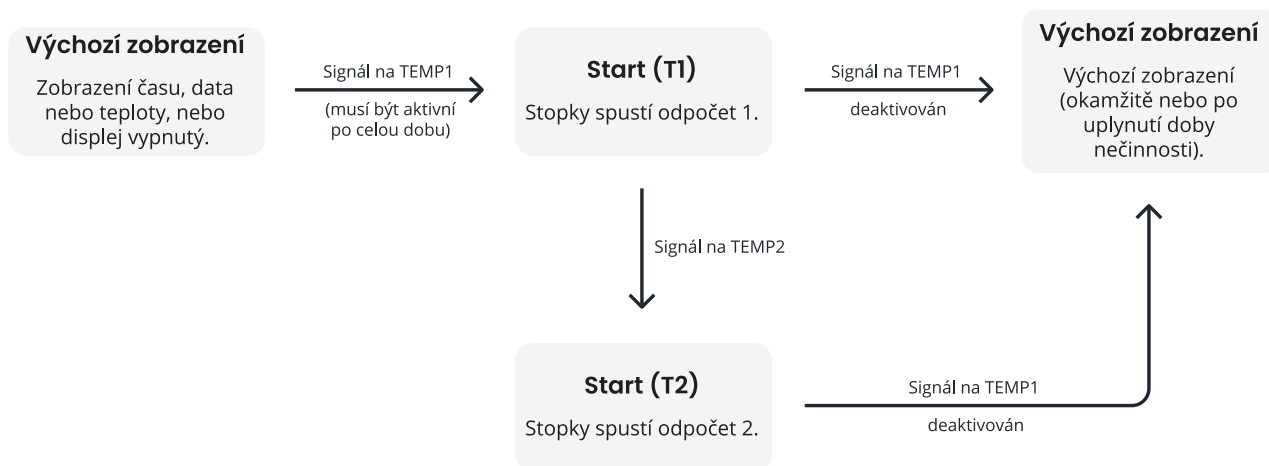 Výchozí zobrazení
Zobrazení času, data
nebo teploty, nebo
displej vypnutý.
Signál na TEMP1
(musí být aktivní
po celou dobu)
Start (T1)
Stopky spustí odpočet 1.
Signál na TEMP1
deaktivován
Výchozí zobrazení
Výchozí zobrazení
(okamžitě nebo po
uplynutí doby
nečinnosti).
Signál na TEMP2
Start (T2)
Stopky spustí odpočet 2.
Signál na TEMP1
deaktivován